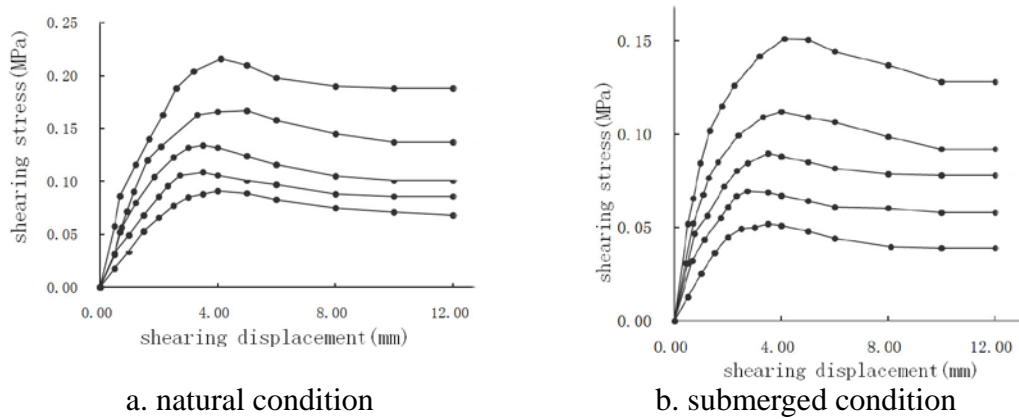 0.25
0.20
0.15
0.10
0.05
0.00
shearing stress(MPa)
0.00 4.00 8.00 12.00
shearing displacement(mm)
a. natural condition
0.15
0.10
0.05
0.00
shearing stress(MPa)
0.00 4.00 8.00 12.00
shearing displacement(mm)
b. submerged condition